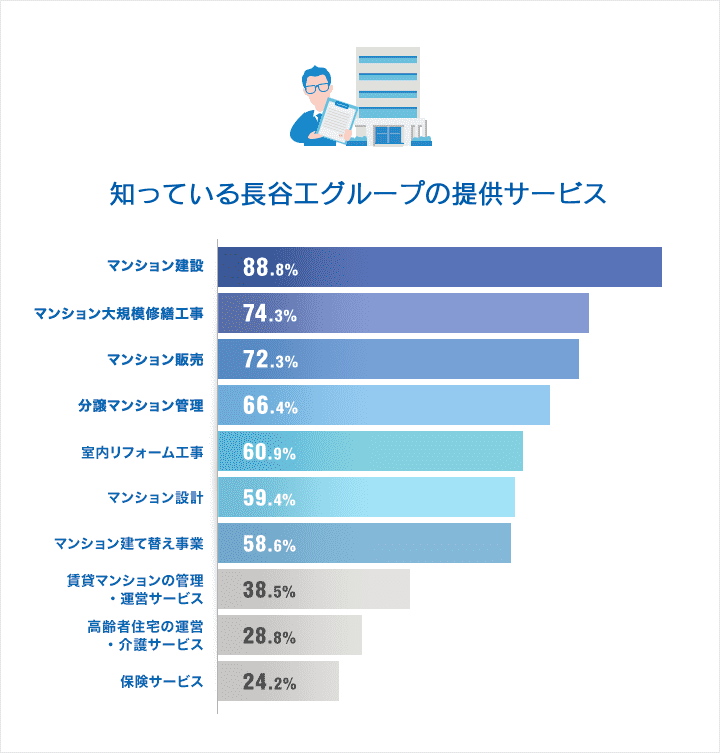 知っている長谷工グループの提供サービス
マンション建設 88.8%
マンション大規模修繕工事 74.3%
マンション販売 72.3%
分譲マンション管理 66.4%
室内リフォーム工事 60.9%
マンション設計 59.4%
マンション建て替え事業 58.6%
賃貸マンションの管理
・運営サービス 38.5%
高齢者住宅の運営
・介護サービス 28.8%
保険サービス 24.2%